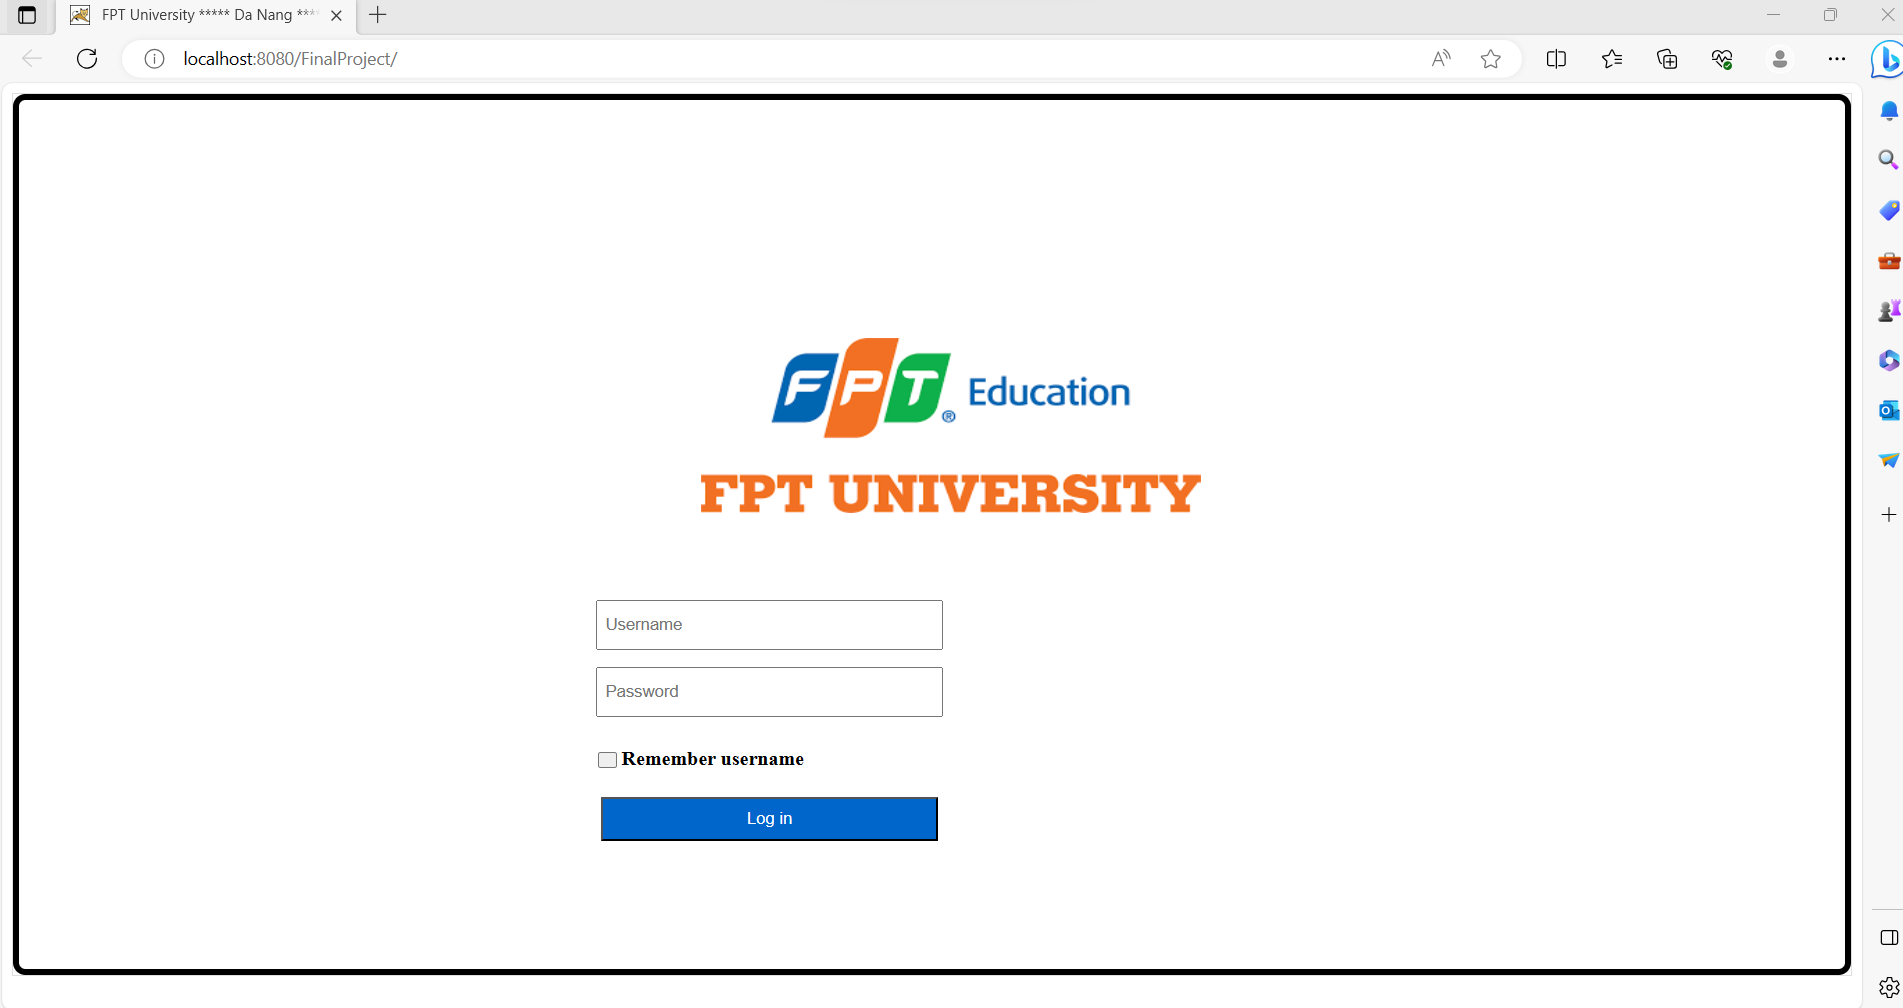 FPT University ***** Da Nang ****
localhost:8080/FinalProject/
FPT® Education
FPT UNIVERSITY
Username
Password
Remember username
Log in